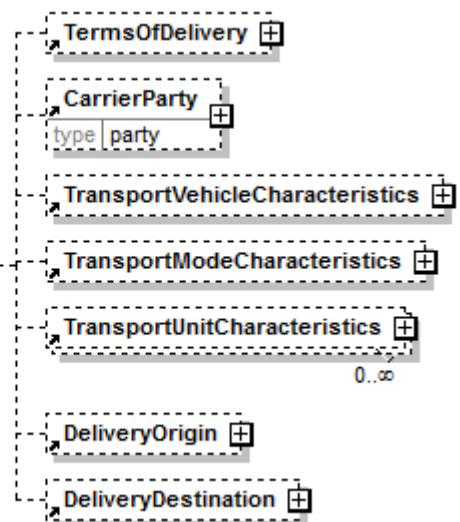 TermsOfDelivery
CarrierParty
type party
TransportVehicleCharacteristics
TransportModeCharacteristics
TransportUnitCharacteristics
0..∞
DeliveryOrigin
DeliveryDestination